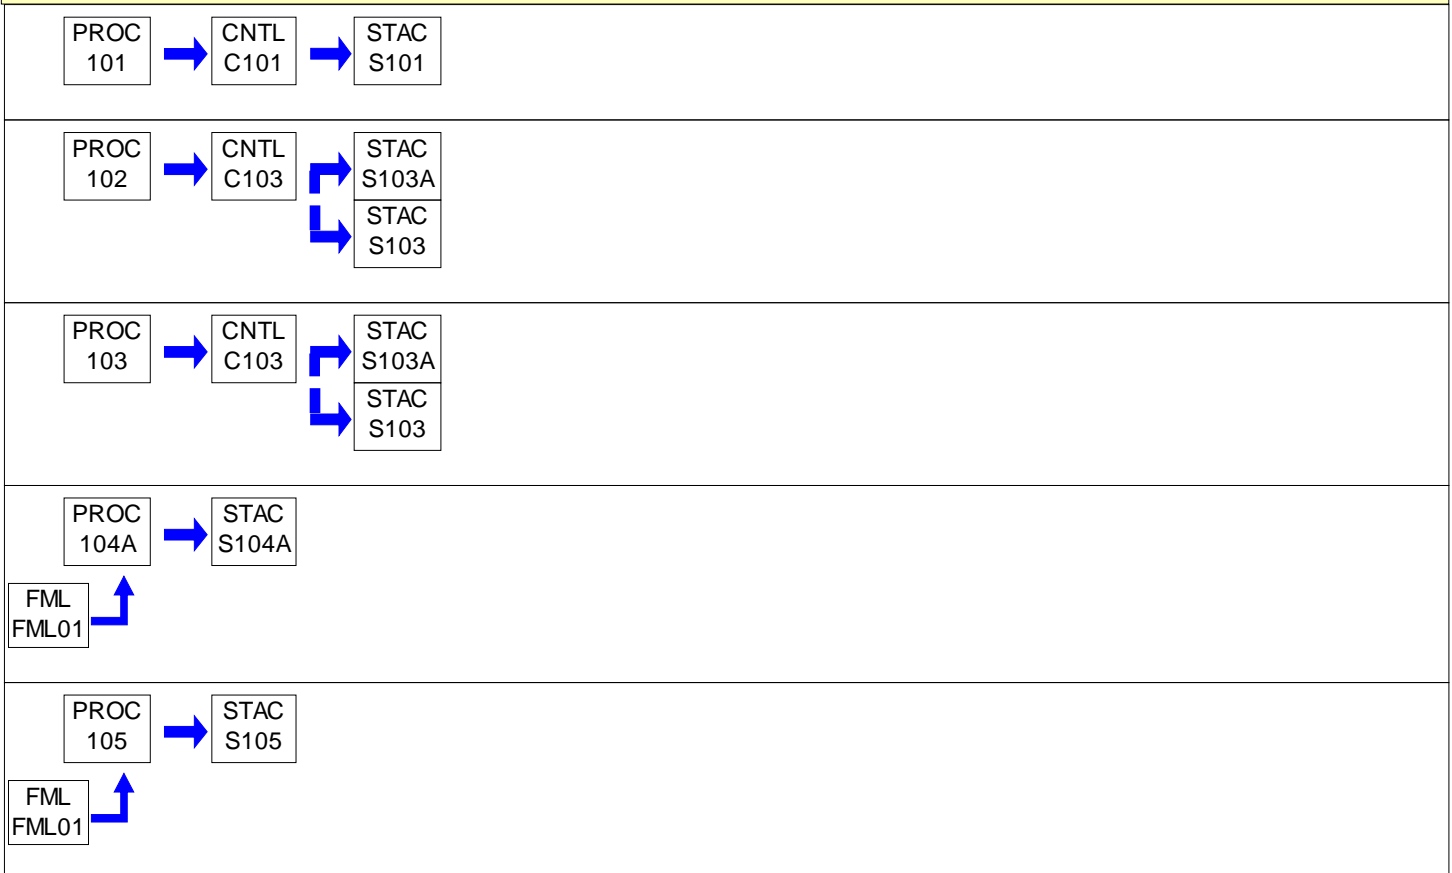 PROC
101
CNTL
C101
STAC
S101
PROC
102
CNTL
C103
STAC
S103A
STAC
S103
PROC
103
CNTL
C103
STAC
S103A
STAC
S103
PROC
104A
STAC
S104A
FML
FML01
PROC
105
STAC
S105
FML
FML01